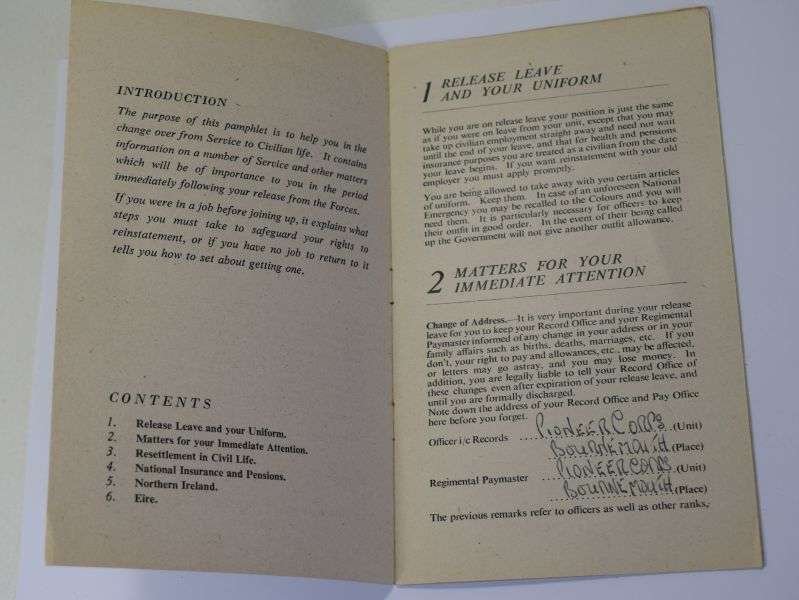 INTRODUCTION
The purpose of this pamphlet is to help you in the
change over from Service to Civilian life. It contains
information on a number of Service and other matters
which will be of importance to you in the period
immediately following your release from the Forces.
If you were in a job before joining up, it explains what
steps you must take to safeguard your rights to
reinstatement, or if you have no job to return to it
tells you how to set about getting one.
CONTENTS
1. Release Leave and your Uniform.
2. Matters for your Immediate Attention.
3. Resettlement in Civil Life.
4. National Insurance and Pensions.
5. Northern Ireland.
6. Eire.
1 RELEASE LEAVE
AND YOUR UNIFORM
While you are on release leave your position is just the same
as if you were on leave from your unit, except that you may
take up civilian employment straight away and need not wait
until the end of your leave, and that for health and pensions
insurance purposes you are treated as a civilian from the date
your leave begins. If you want reinstatement with your old
employer you must apply promptly.
You are being allowed to take away with you certain articles
of uniform. Keep them. In case of an unforeseen National
Emergency you may be recalled to the Colours and you will
need them. It is particularly necessary for officers to keep
their outfit in good order. In the event of their being called
up the Government will not give another outfit allowance.
2 MATTERS FOR YOUR
IMMEDIATE ATTENTION
Change of Address.—It is very important during your release
leave for you to keep your Record Office and your Regimental
Paymaster informed of any change in your address or in your
family affairs such as births, deaths, marriages, etc. If you
don't, your right to pay and allowances, etc., may be affected,
or letters may go astray, and you may lose money. In
addition, you are legally liable to tell your Record Office of
these changes even after expiration of your release leave, and
until you are formally discharged.
Note down the address of your Record Office and Pay Office
here before you forget.
Officer i/c Records ....PIONEER CORPS..(Unit)
BOURNEMOUTH(Place)
Regimental Paymaster ...PIONEER CORPS.(Unit)
BOURNEMOUTH(Place)
The previous remarks refer to officers as well as other ranks,